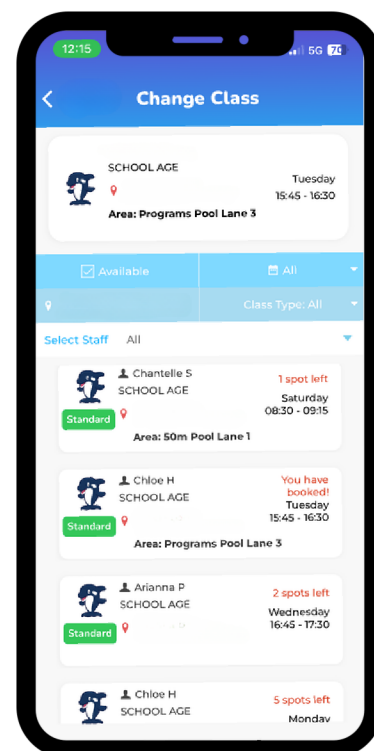 12:15
5G
Change Class
SCHOOL AGE
Tuesday
15:45 - 16:30
Area: Programs Pool Lane 3
Available
All
Class Type: All
Select Staff All
Chantelle S
SCHOOL AGE
Standard
1 spot left
Saturday
08:30 - 09:15
Area: 50m Pool Lane 1
Chloe H
SCHOOL AGE
Standard
You have
booked!
Tuesday
15:45 - 16:30
Area: Programs Pool Lane 3
Arianna P
SCHOOL AGE
Standard
2 spots left
Wednesday
16:45 - 17:30
Chloe H
SCHOOL AGE
5 spots left
Monday